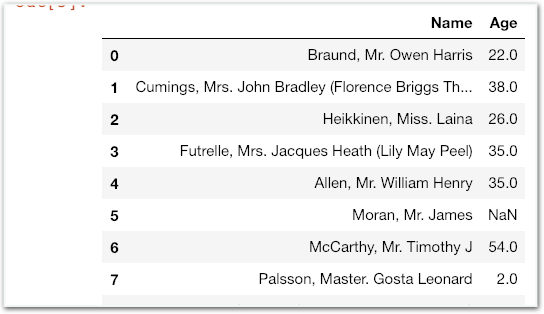 Name Age
0 Braund, Mr. Owen Harris 22.0
1 Cumings, Mrs. John Bradley (Florence Briggs Th... 38.0
2 Heikkinen, Miss. Laina 26.0
3 Futrelle, Mrs. Jacques Heath (Lily May Peel) 35.0
4 Allen, Mr. William Henry 35.0
5 Moran, Mr. James NaN
6 McCarthy, Mr. Timothy J 54.0
7 Palsson, Master. Gosta Leonard 2.0